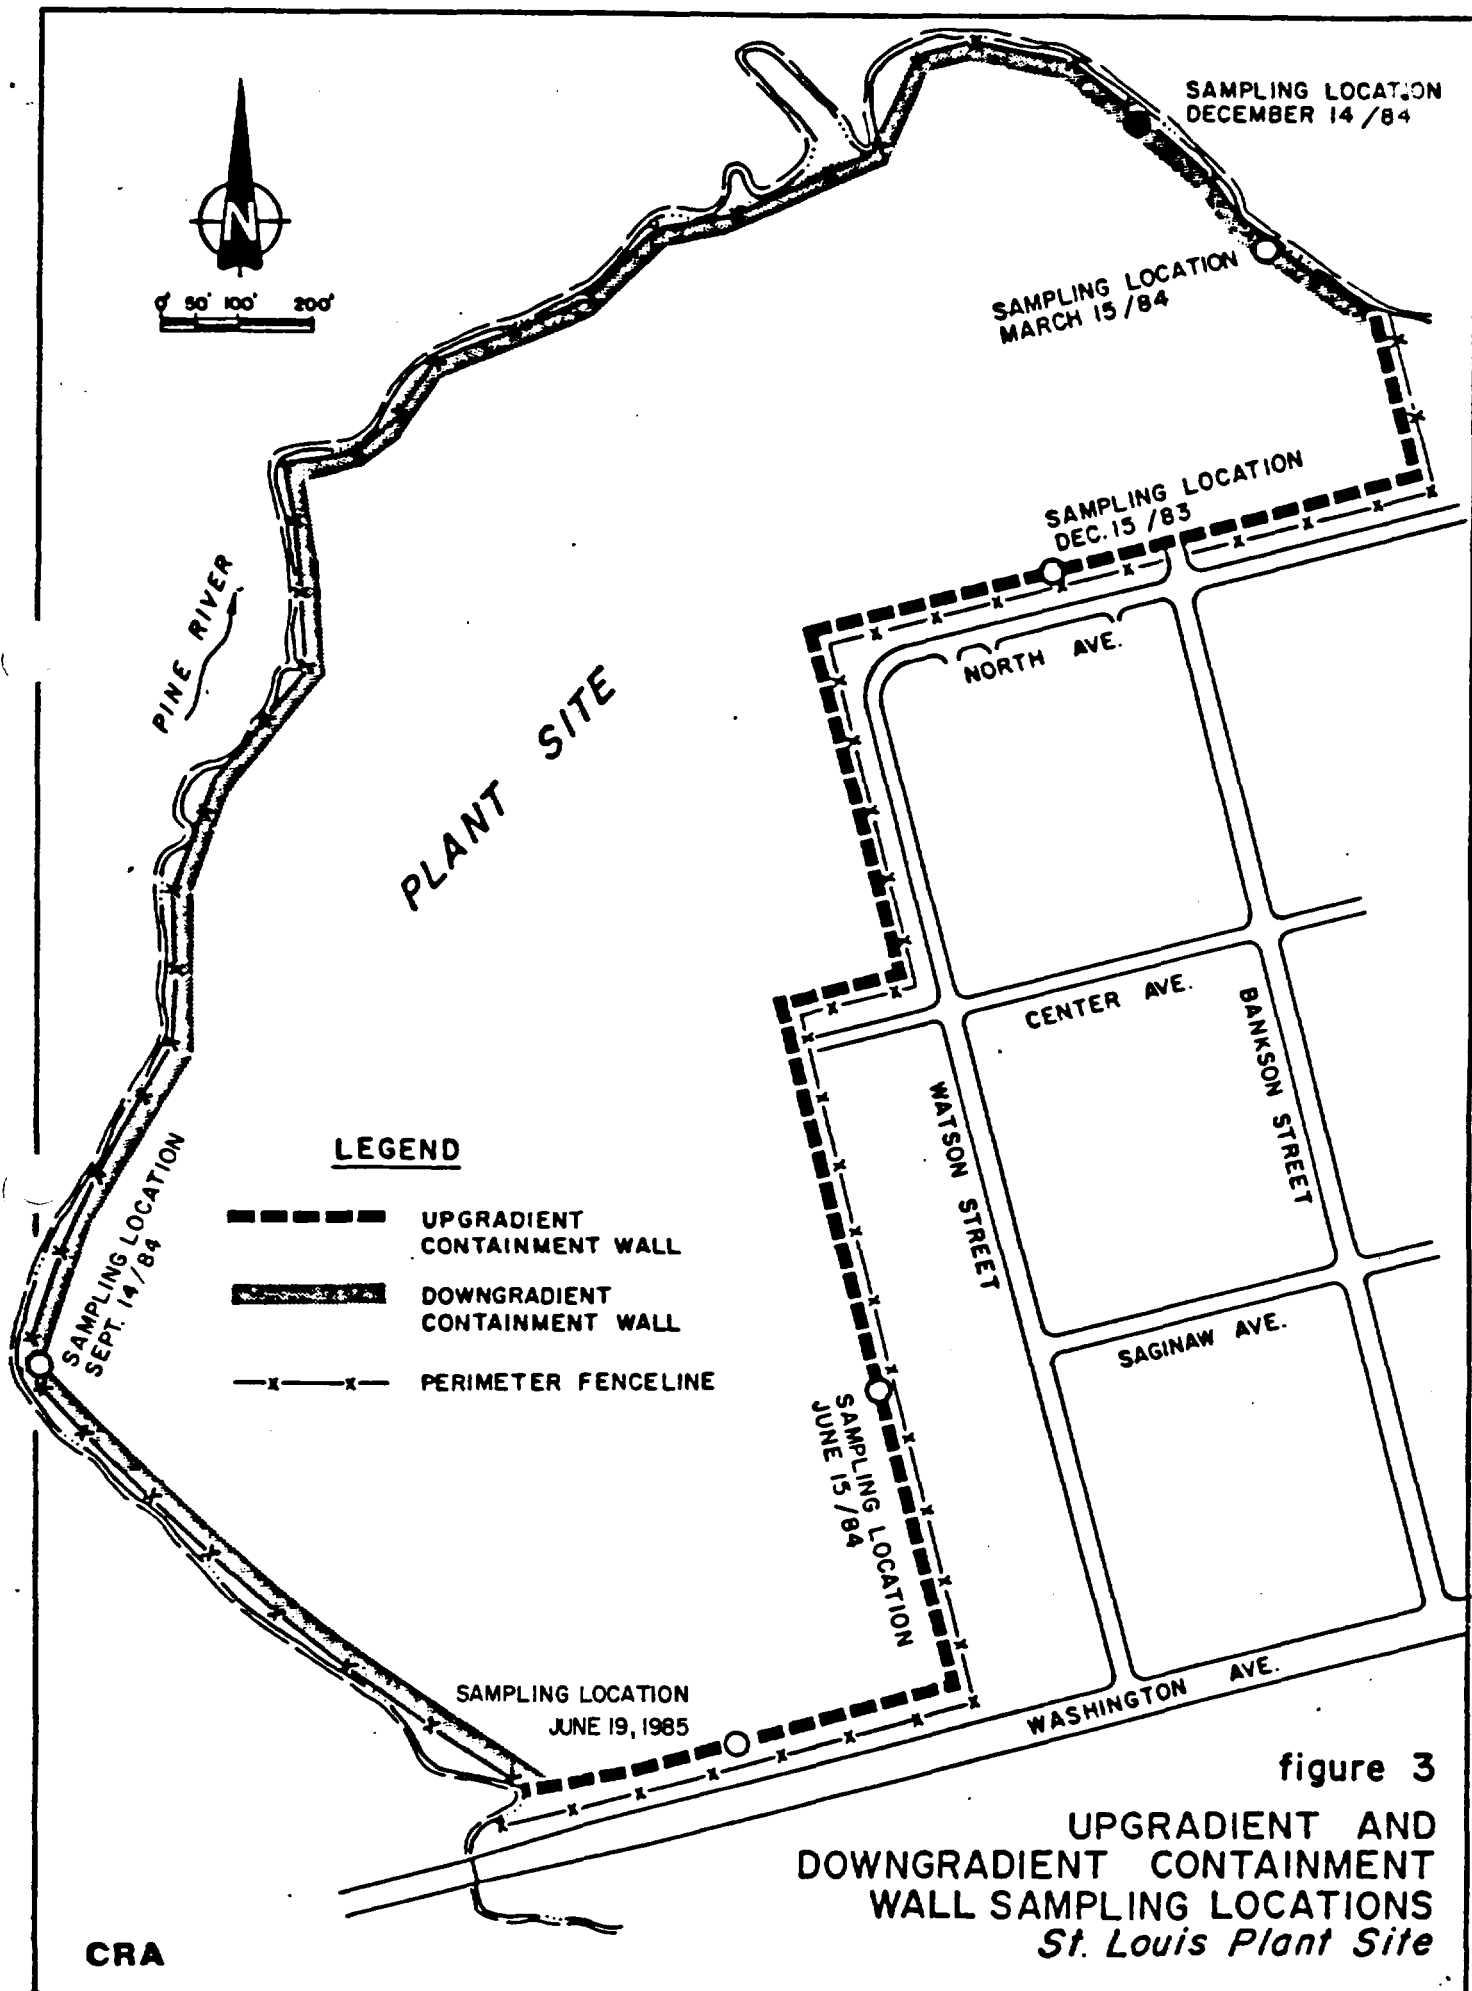 SAMPLING LOCATION
DECEMBER 14/84
N
0' 50' 100' 200'
SAMPLING LOCATION
MARCH 15/84
SAMPLING LOCATION
DEC. 15/83
PINE RIVER
NORTH AVE.
PLANT SITE
CENTER AVE.
BANKSON STREET
WATSON STREET
LEGEND
UPGRADIENT
CONTAINMENT WALL
DOWNGRADIENT
CONTAINMENT WALL
PERIMETER FENCELINE
SAMPLING LOCATION
SEPT. 14/84
SAGINAW AVE.
SAMPLING LOCATION
JUNE 15/84
SAMPLING LOCATION
JUNE 19, 1985
WASHINGTON AVE.
figure 3
UPGRADIENT AND
DOWNGRADIENT CONTAINMENT
WALL SAMPLING LOCATIONS
St. Louis Plant Site
CRA